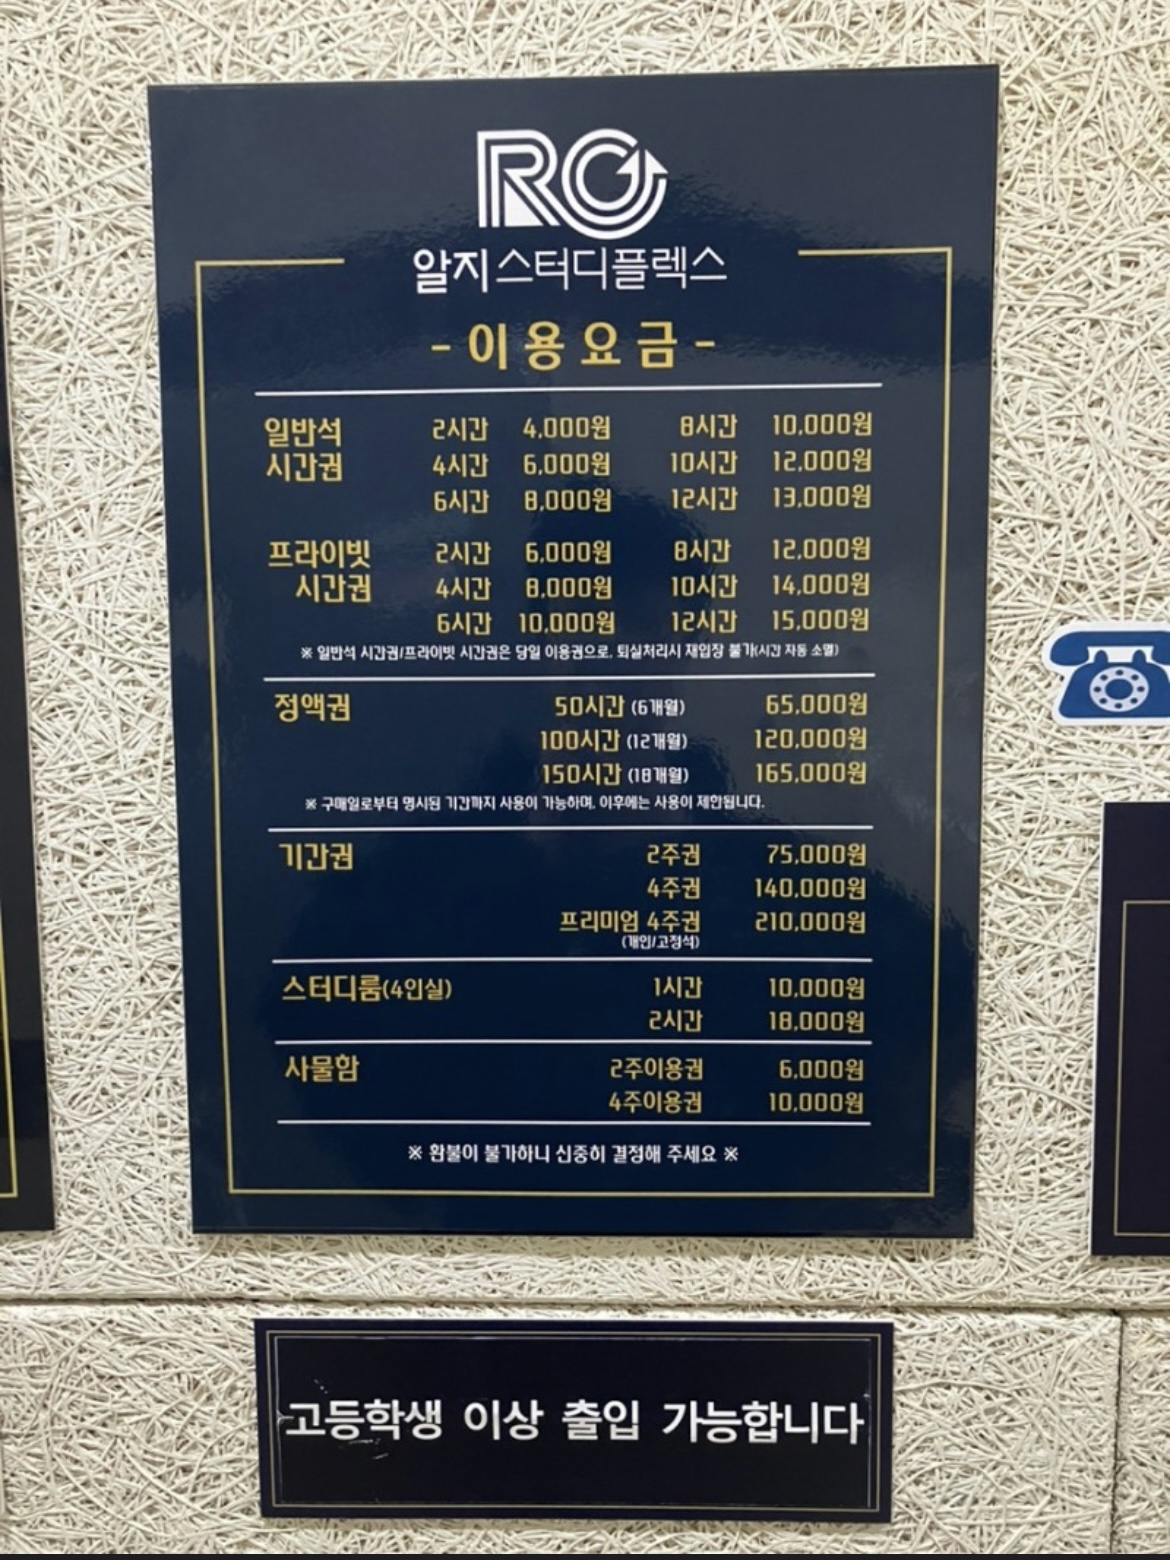 RG
알지스터디플렉스
- 이용요금 -
일반석 2시간 4,000원 8시간 10,000원
시간권 4시간 6,000원 10시간 12,000원
6시간 8,000원 12시간 13,000원
프라이빗 2시간 6,000원 8시간 12,000원
시간권 4시간 8,000원 10시간 14,000원
6시간 10,000원 12시간 15,000원
※ 일반석 시간권/프라이빗 시간권은 당일 이용권으로, 퇴실처리시 재입장 불가(시간 자동 소멸)
정액권 50시간 (6개월) 65,000원
100시간 (12개월) 120,000원
150시간 (18개월) 165,000원
※ 구매일로부터 명시된 기간까지 사용이 가능하며, 이후에는 사용이 제한됩니다.
기간권 2주권 75,000원
4주권 140,000원
프리미엄 4주권 210,000원
(개인/고정석)
스터디룸(4인실) 1시간 10,000원
2시간 18,000원
사물함 2주이용권 6,000원
4주이용권 10,000원
※ 환불이 불가하니 신중히 결정해 주세요 ※
고등학생 이상 출입 가능합니다